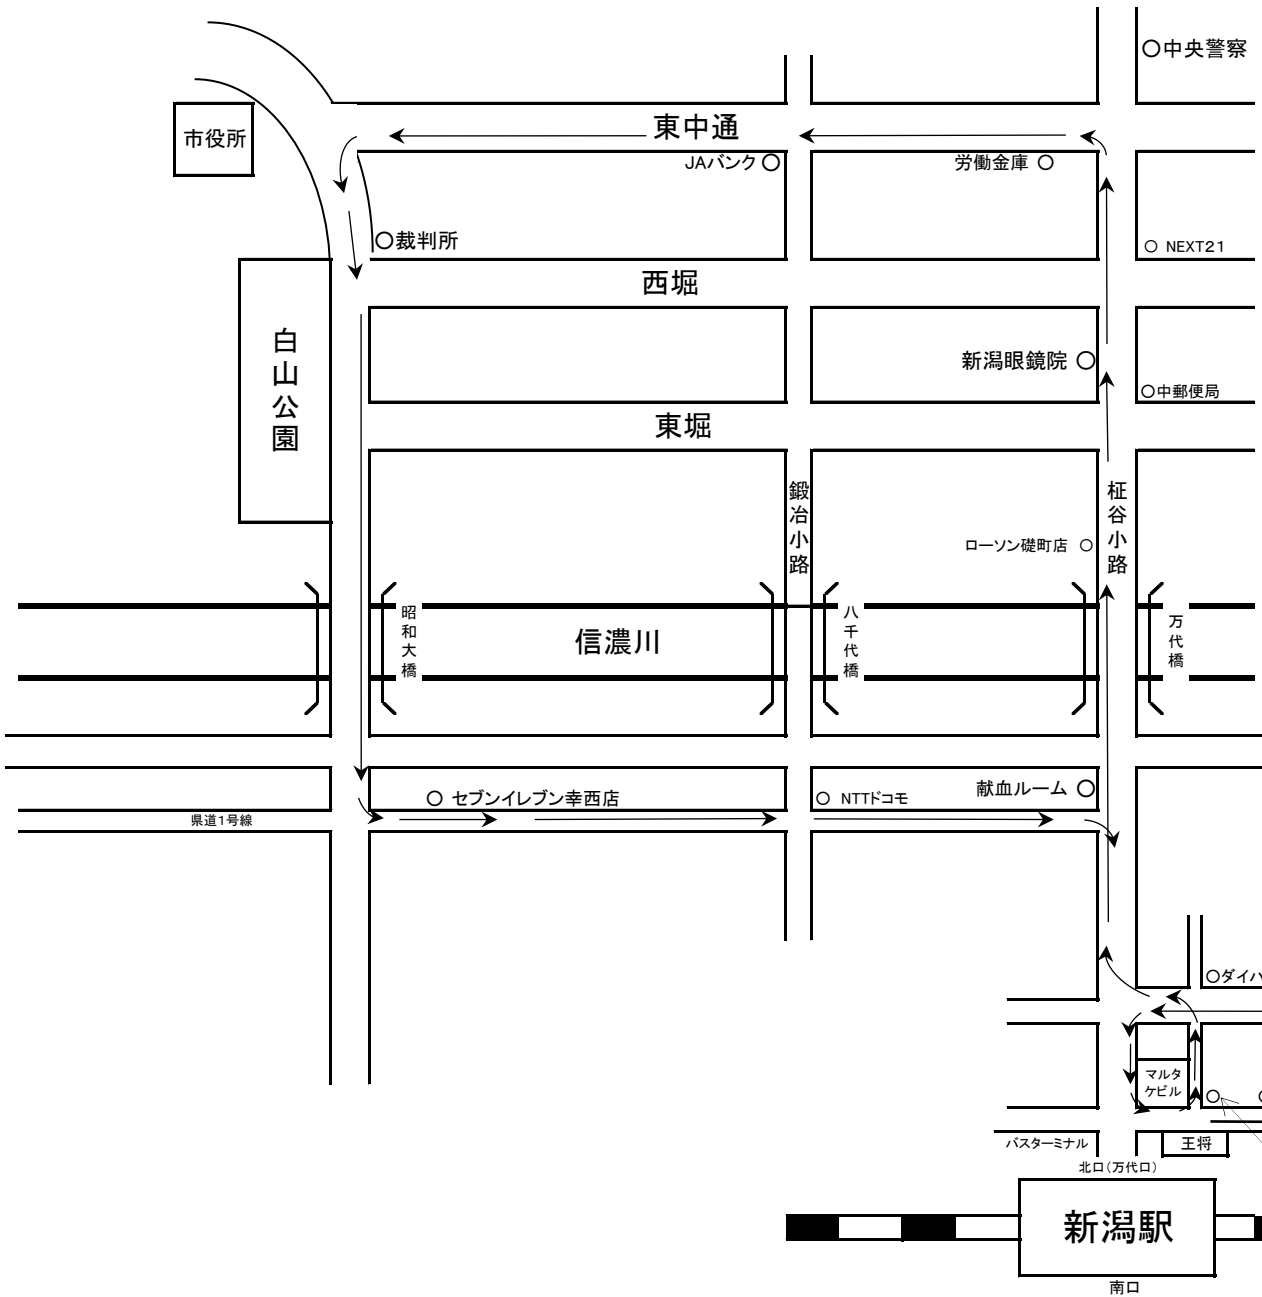 中央警察
東中通
市役所
JAバンク
労働金庫
裁判所
NEXT21
西堀
白山公園
新潟眼鏡院
中郵便局
東堀
鍛冶小路
柾谷小路
ローソン礎町店
昭和大橋
信濃川
八千代橋
万代橋
セブンイレブン幸西店
NTTドコモ
献血ルーム
県道1号線
ダイハ
マルタ
ケビル
バスターミナル
王将
北口(万代口)
新潟駅
南口